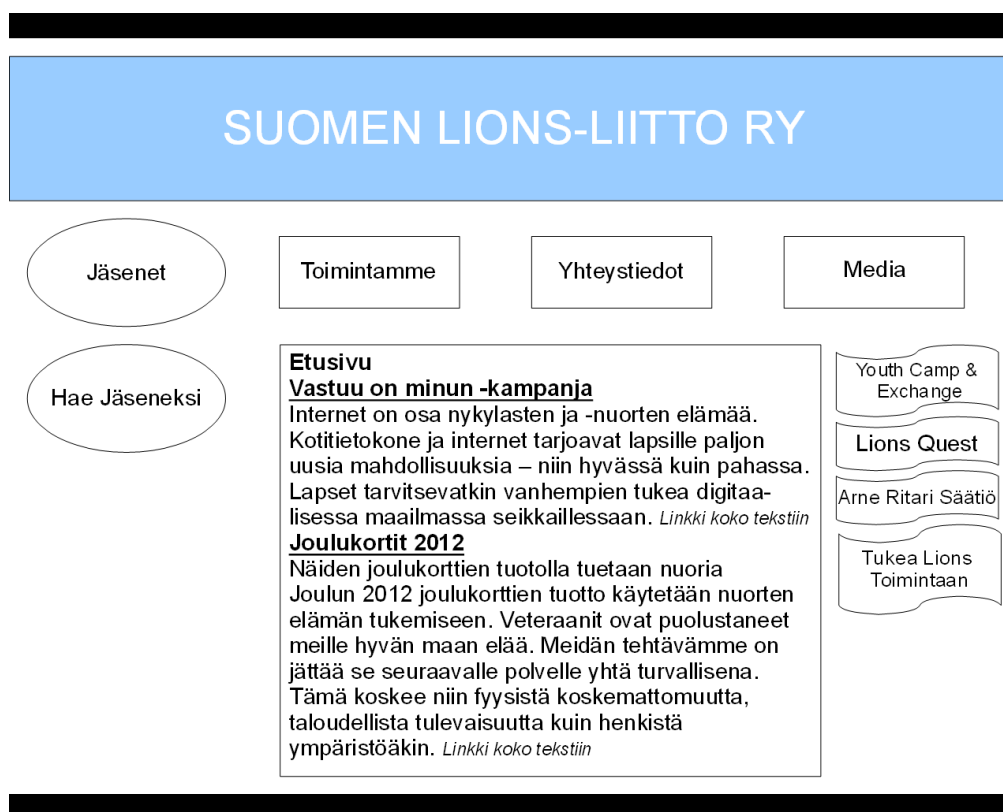 SUOMEN LIONS-LIITTO RY
Jäsenet
Toimintamme
Yhteystiedot
Media
Hae Jäseneksi
Etusivu
Vastuu on minun -kampanja
Internet on osa nykylasten ja -nuorten elämää.
Kotitietokone ja internet tarjoavat lapsille paljon
uusia mahdollisuuksia – niin hyvässä kuin pahassa.
Lapset tarvitsevatkin vanhempien tukea digitaa-
lisessa maailmassa seikkaillessaan. Linkki koko tekstiin
Joulukortit 2012
Näiden joulukorttien tuotolla tuetaan nuoria
Joulun 2012 joulukorttien tuotto käytetään nuorten
elämän tukemiseen. Veteraanit ovat puolustaneet
meille hyvän maan elää. Meidän tehtävämme on
jättää se seuraavalle polvelle yhtä turvallisena.
Tämä koskee niin fyysistä koskemattomuutta,
taloudellista tulevaisuutta kuin henkistä
ympäristöäkin. Linkki koko tekstiin
Youth Camp &
Exchange
Lions Quest
Arne Ritari Säätiö
Tukea Lions
Toimintaan